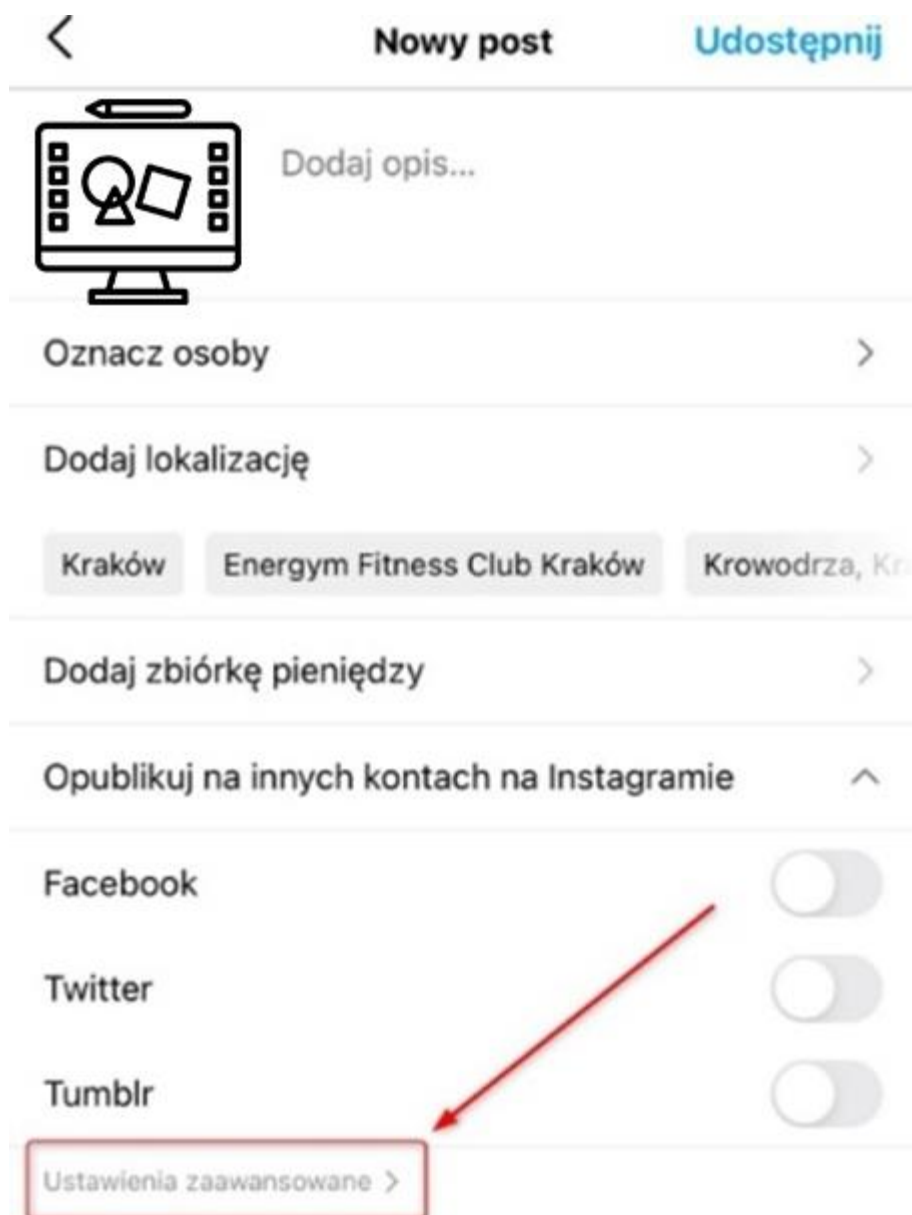 Nowy post
Udostępnij
Dodaj opis...
Oznacz osoby
Dodaj lokalizację
Kraków
Energym Fitness Club Kraków
Krowodrza,
Dodaj zbiórkę pieniędzy
Opublikuj na innych kontach na Instagramie
Facebook
Twitter
Tumblr
Ustawienia zaawansowane